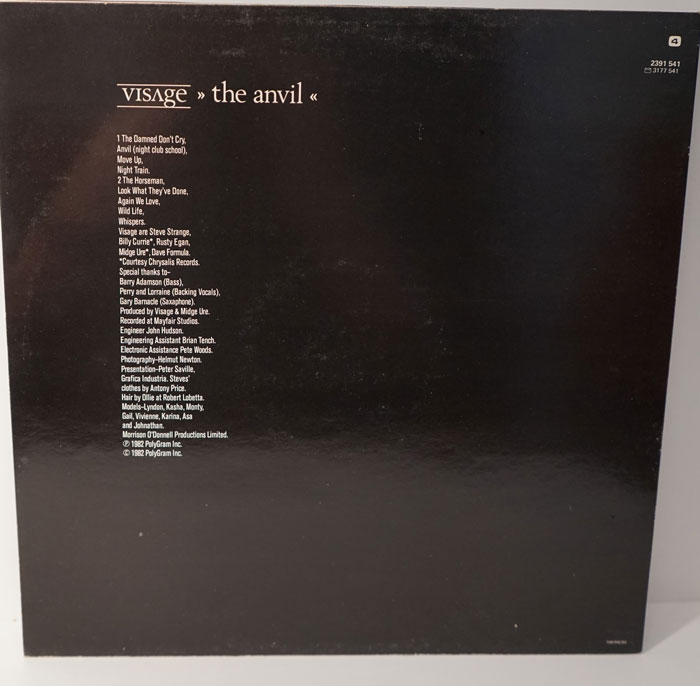 4
2391 541
3177 541
VISAGE » the anvil «
1 The Damned Don't Cry,
Anvil (night club school),
Move Up,
Night Train.
2 The Horseman,
Look What They've Done,
Again We Love,
Wild Life,
Whispers.
Visage are Steve Strange,
Billy Currie*, Rusty Egan,
Midge Ure*, Dave Formula.
*Courtesy Chrysalis Records.
Special thanks to–
Barry Adamson (Bass),
Perry and Lorraine (Backing Vocals),
Gary Barnacle (Saxaphone).
Produced by Visage & Midge Ure.
Recorded at Mayfair Studios.
Engineer John Hudson.
Engineering Assistant Brian Tench.
Electronic Assistance Pete Woods.
Photography–Helmut Newton.
Presentation–Peter Saville,
Grafica Industria. Steves'
clothes by Antony Price.
Hair by Ollie at Robert Lobetta.
Models–Lyndon, Kasha, Monty,
Gail, Vivienne, Karina, Asa
and Johnathan.
Morrison O'Donnell Productions Limited.
℗ 1982 PolyGram Inc.
© 1982 PolyGram Inc.